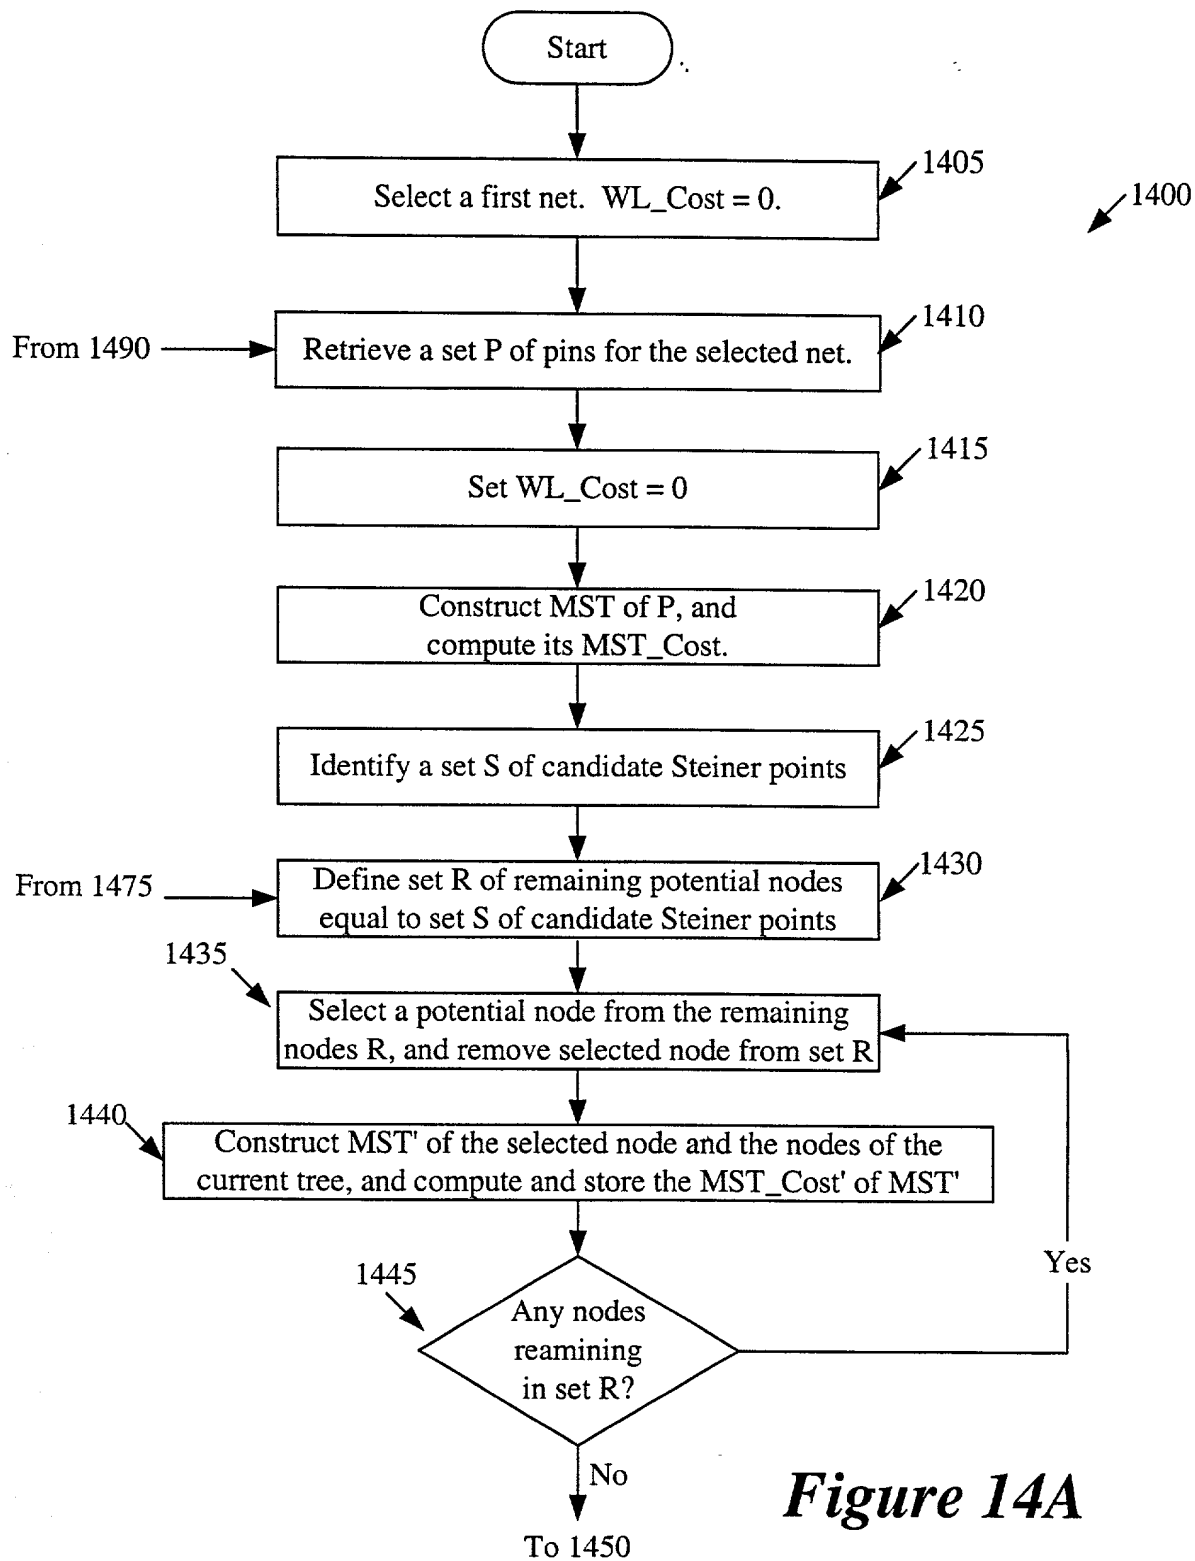 Start
1405
Select a first net. WL_Cost = 0.
1400
1410
From 1490
Retrieve a set P of pins for the selected net.
1415
Set WL_Cost = 0
1420
Construct MST of P, and
compute its MST_Cost.
1425
Identify a set S of candidate Steiner points
1430
From 1475
Define set R of remaining potential nodes
equal to set S of candidate Steiner points
1435
Select a potential node from the remaining
nodes R, and remove selected node from set R
1440
Construct MST' of the selected node and the nodes of the
current tree, and compute and store the MST_Cost' of MST'
Yes
1445
Any nodes
reamining
in set R?
No
Figure 14A
To 1450